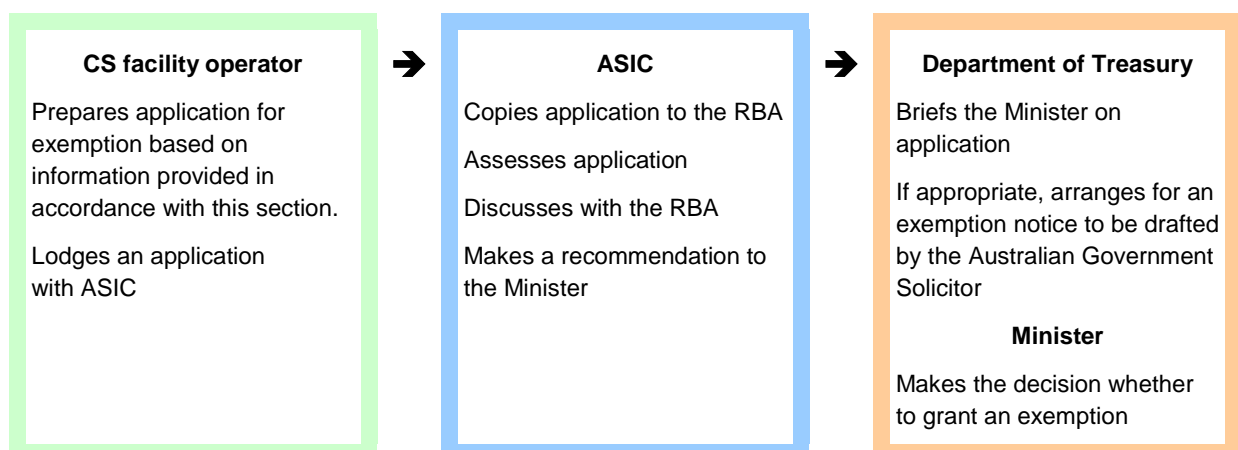 CS facility operator
Prepares application for
exemption based on
information provided in
accordance with this section.
Lodges an application
with ASIC
ASIC
Copies application to the RBA
Assesses application
Discusses with the RBA
Makes a recommendation to
the Minister
Department of Treasury
Briefs the Minister on
application
If appropriate, arranges for an
exemption notice to be drafted
by the Australian Government
Solicitor
Minister
Makes the decision whether
to grant an exemption